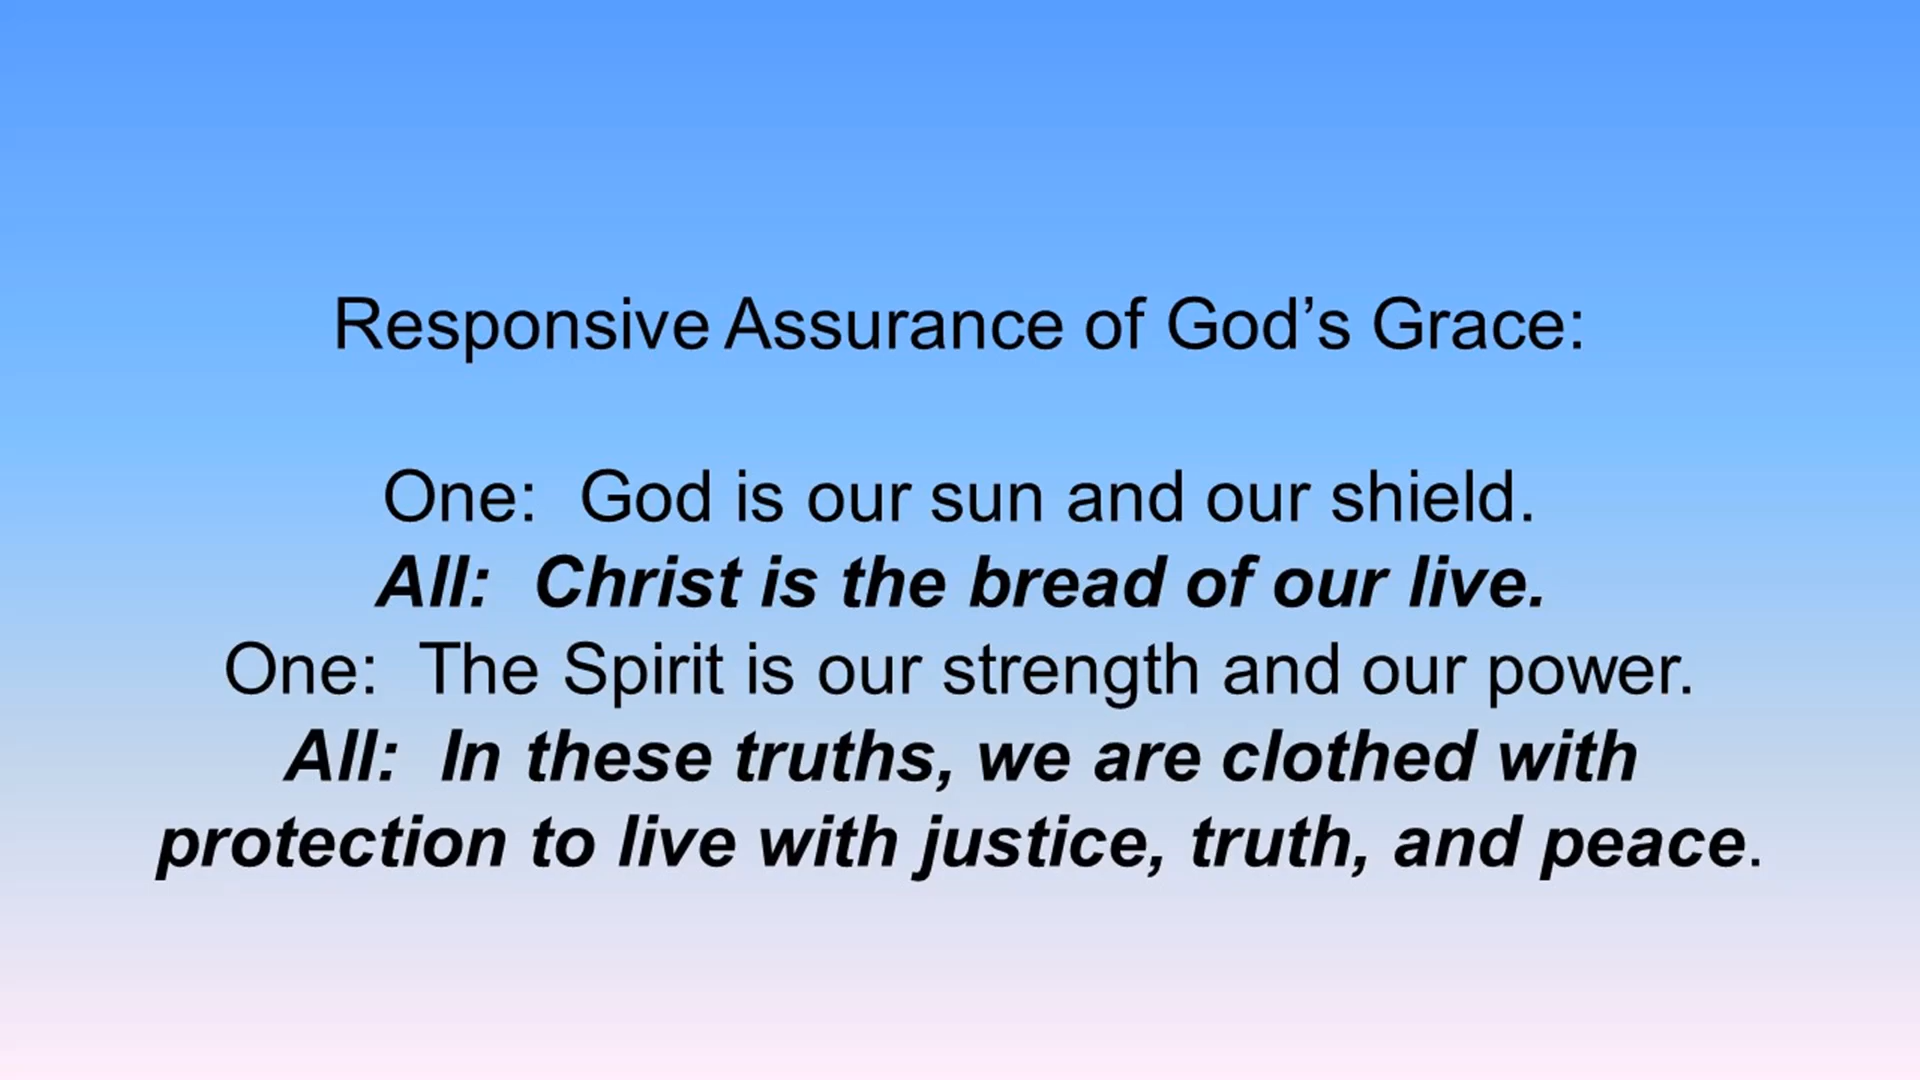 Responsive Assurance of God’s Grace:
One:  God is our sun and our shield.
All:  Christ is the bread of our live.
One:  The Spirit is our strength and our power.
All:  In these truths, we are clothed with
protection to live with justice, truth, and peace.